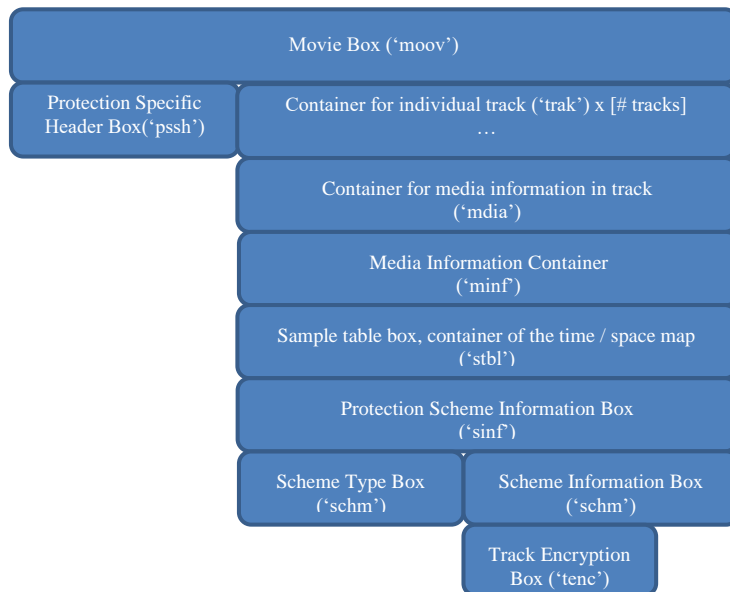 Movie Box (‘moov’)
Protection Specific
Header Box(‘pssh’)
Container for individual track (‘trak’) x [# tracks]
…
Container for media information in track
(‘mdia’)
Media Information Container
(‘minf’)
Sample table box, container of the time / space map
(‘stbl’)
Protection Scheme Information Box
(‘sinf’)
Scheme Type Box
(‘schm’)
Scheme Information Box
(‘schm’)
Track Encryption
Box (‘tenc’)